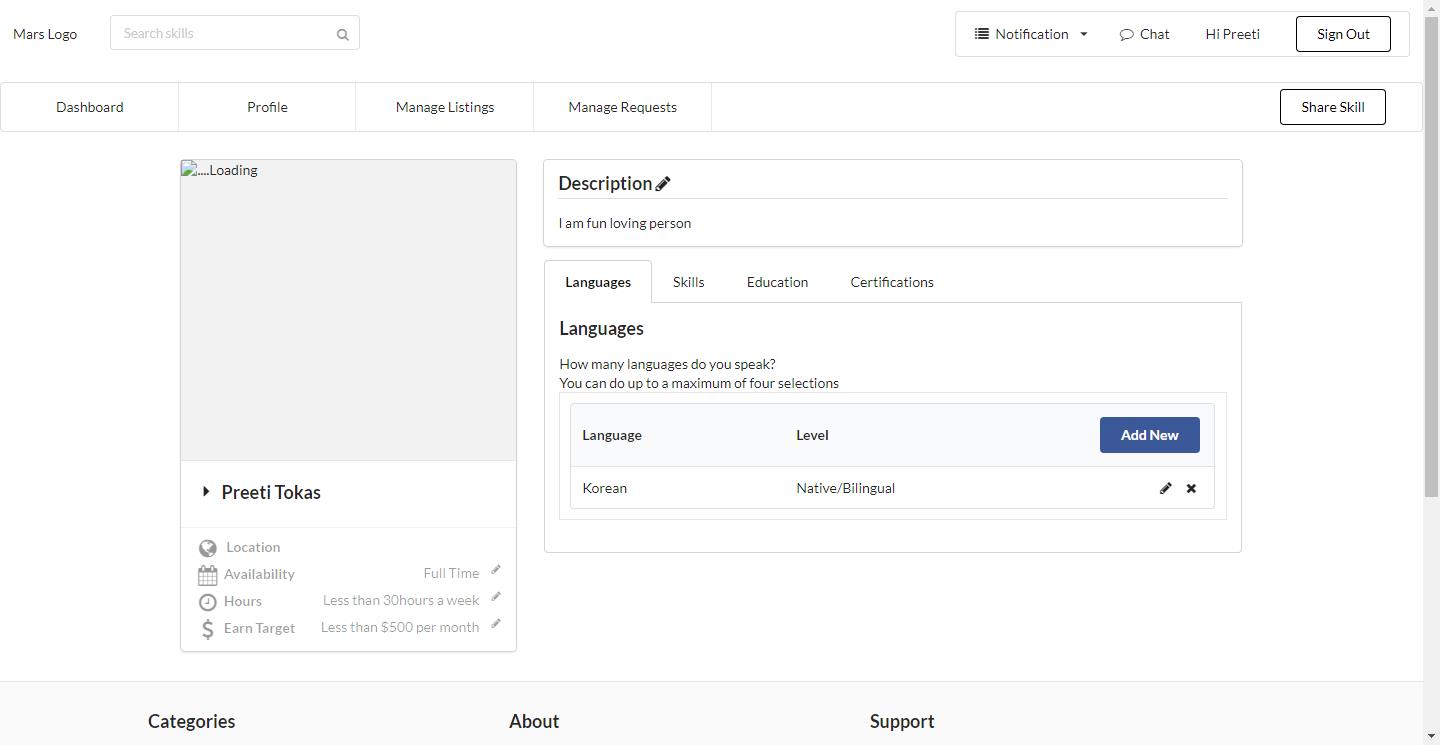 Mars Logo
Search skills
Notification
Chat
Hi Preeti
Sign Out
Dashboard
Profile
Manage Listings
Manage Requests
Share Skill
....Loading
Preeti Tokas
Location
Availability Full Time
Hours Less than 30hours a week
Earn Target Less than $500 per month
Description
I am fun loving person
Languages Skills Education Certifications
Languages
How many languages do you speak?
You can do up to a maximum of four selections
Language Level Add New
Korean Native/Bilingual
Categories About Support